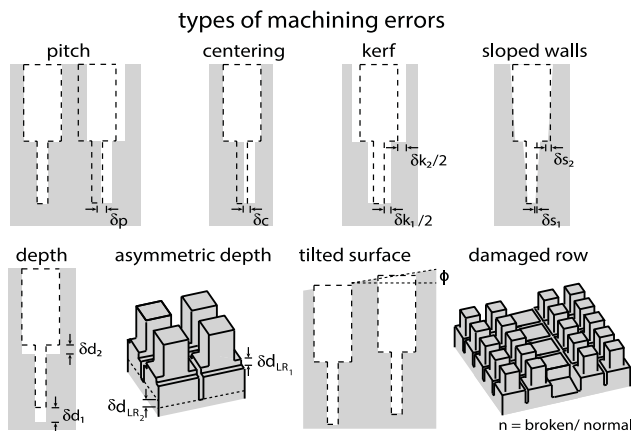 types of machining errors
pitch
centering
kerf
sloped walls
δk₂/2
δs₂
δp
δc
δk₁/2
δs₁
depth
asymmetric depth
tilted surface
damaged row
ϕ
δd₂
δd_LR₁
δd₁
δd_LR₂
n = broken/ normal